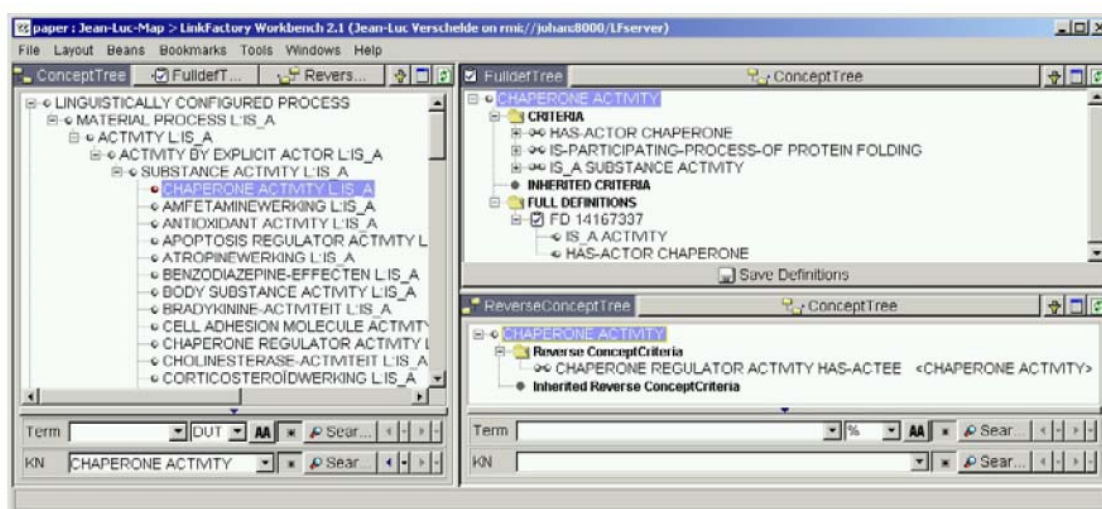 paper : Jean-Luc-Map > LinkFactory Workbench 2.1 (Jean-Luc Verschelde on rmi://johan:8000/LFserver)
File Layout Beans Bookmarks Tools Windows Help
ConceptTree FulldefT... Revers...
LINGUISTICALLY CONFIGURED PROCESS
MATERIAL PROCESS L:IS_A
ACTIVITY L:IS_A
ACTIVITY BY EXPLICIT ACTOR L:IS_A
SUBSTANCE ACTIVITY L:IS_A
CHAPERONE ACTIVITY L:IS_A
AMFETAMINEWERKING L:IS_A
ANTIOXIDANT ACTIVITY L:IS_A
APOPTOSIS REGULATOR ACTIVITY L
ATROPINEWERKING L:IS_A
BENZODIAZEPINE-EFFECTEN L:IS_A
BODY SUBSTANCE ACTIVITY L:IS_A
BRADYKININE-ACTIVITEIT L:IS_A
CELL ADHESION MOLECULE ACTIVITY
CHAPERONE REGULATOR ACTIVITY L
CHOLINESTERASE-ACTIVITEIT L:IS_A
CORTICOSTEROÏDWERKING L:IS_A
Term DUT AA Sear...
KN CHAPERONE ACTIVITY Sear...
FulldefTree ConceptTree
CHAPERONE ACTIVITY
CRITERIA
HAS-ACTOR CHAPERONE
IS-PARTICIPATING-PROCESS-OF PROTEIN FOLDING
IS_A SUBSTANCE ACTIVITY
INHERITED CRITERIA
FULL DEFINITIONS
FD 14167337
IS_A ACTIVITY
HAS-ACTOR CHAPERONE
Save Definitions
ReverseConceptTree ConceptTree
CHAPERONE ACTIVITY
Reverse ConceptCriteria
CHAPERONE REGULATOR ACTIVITY HAS-ACTEE <CHAPERONE ACTIVITY>
Inherited Reverse ConceptCriteria
Term % AA Sear...
KN Sear...